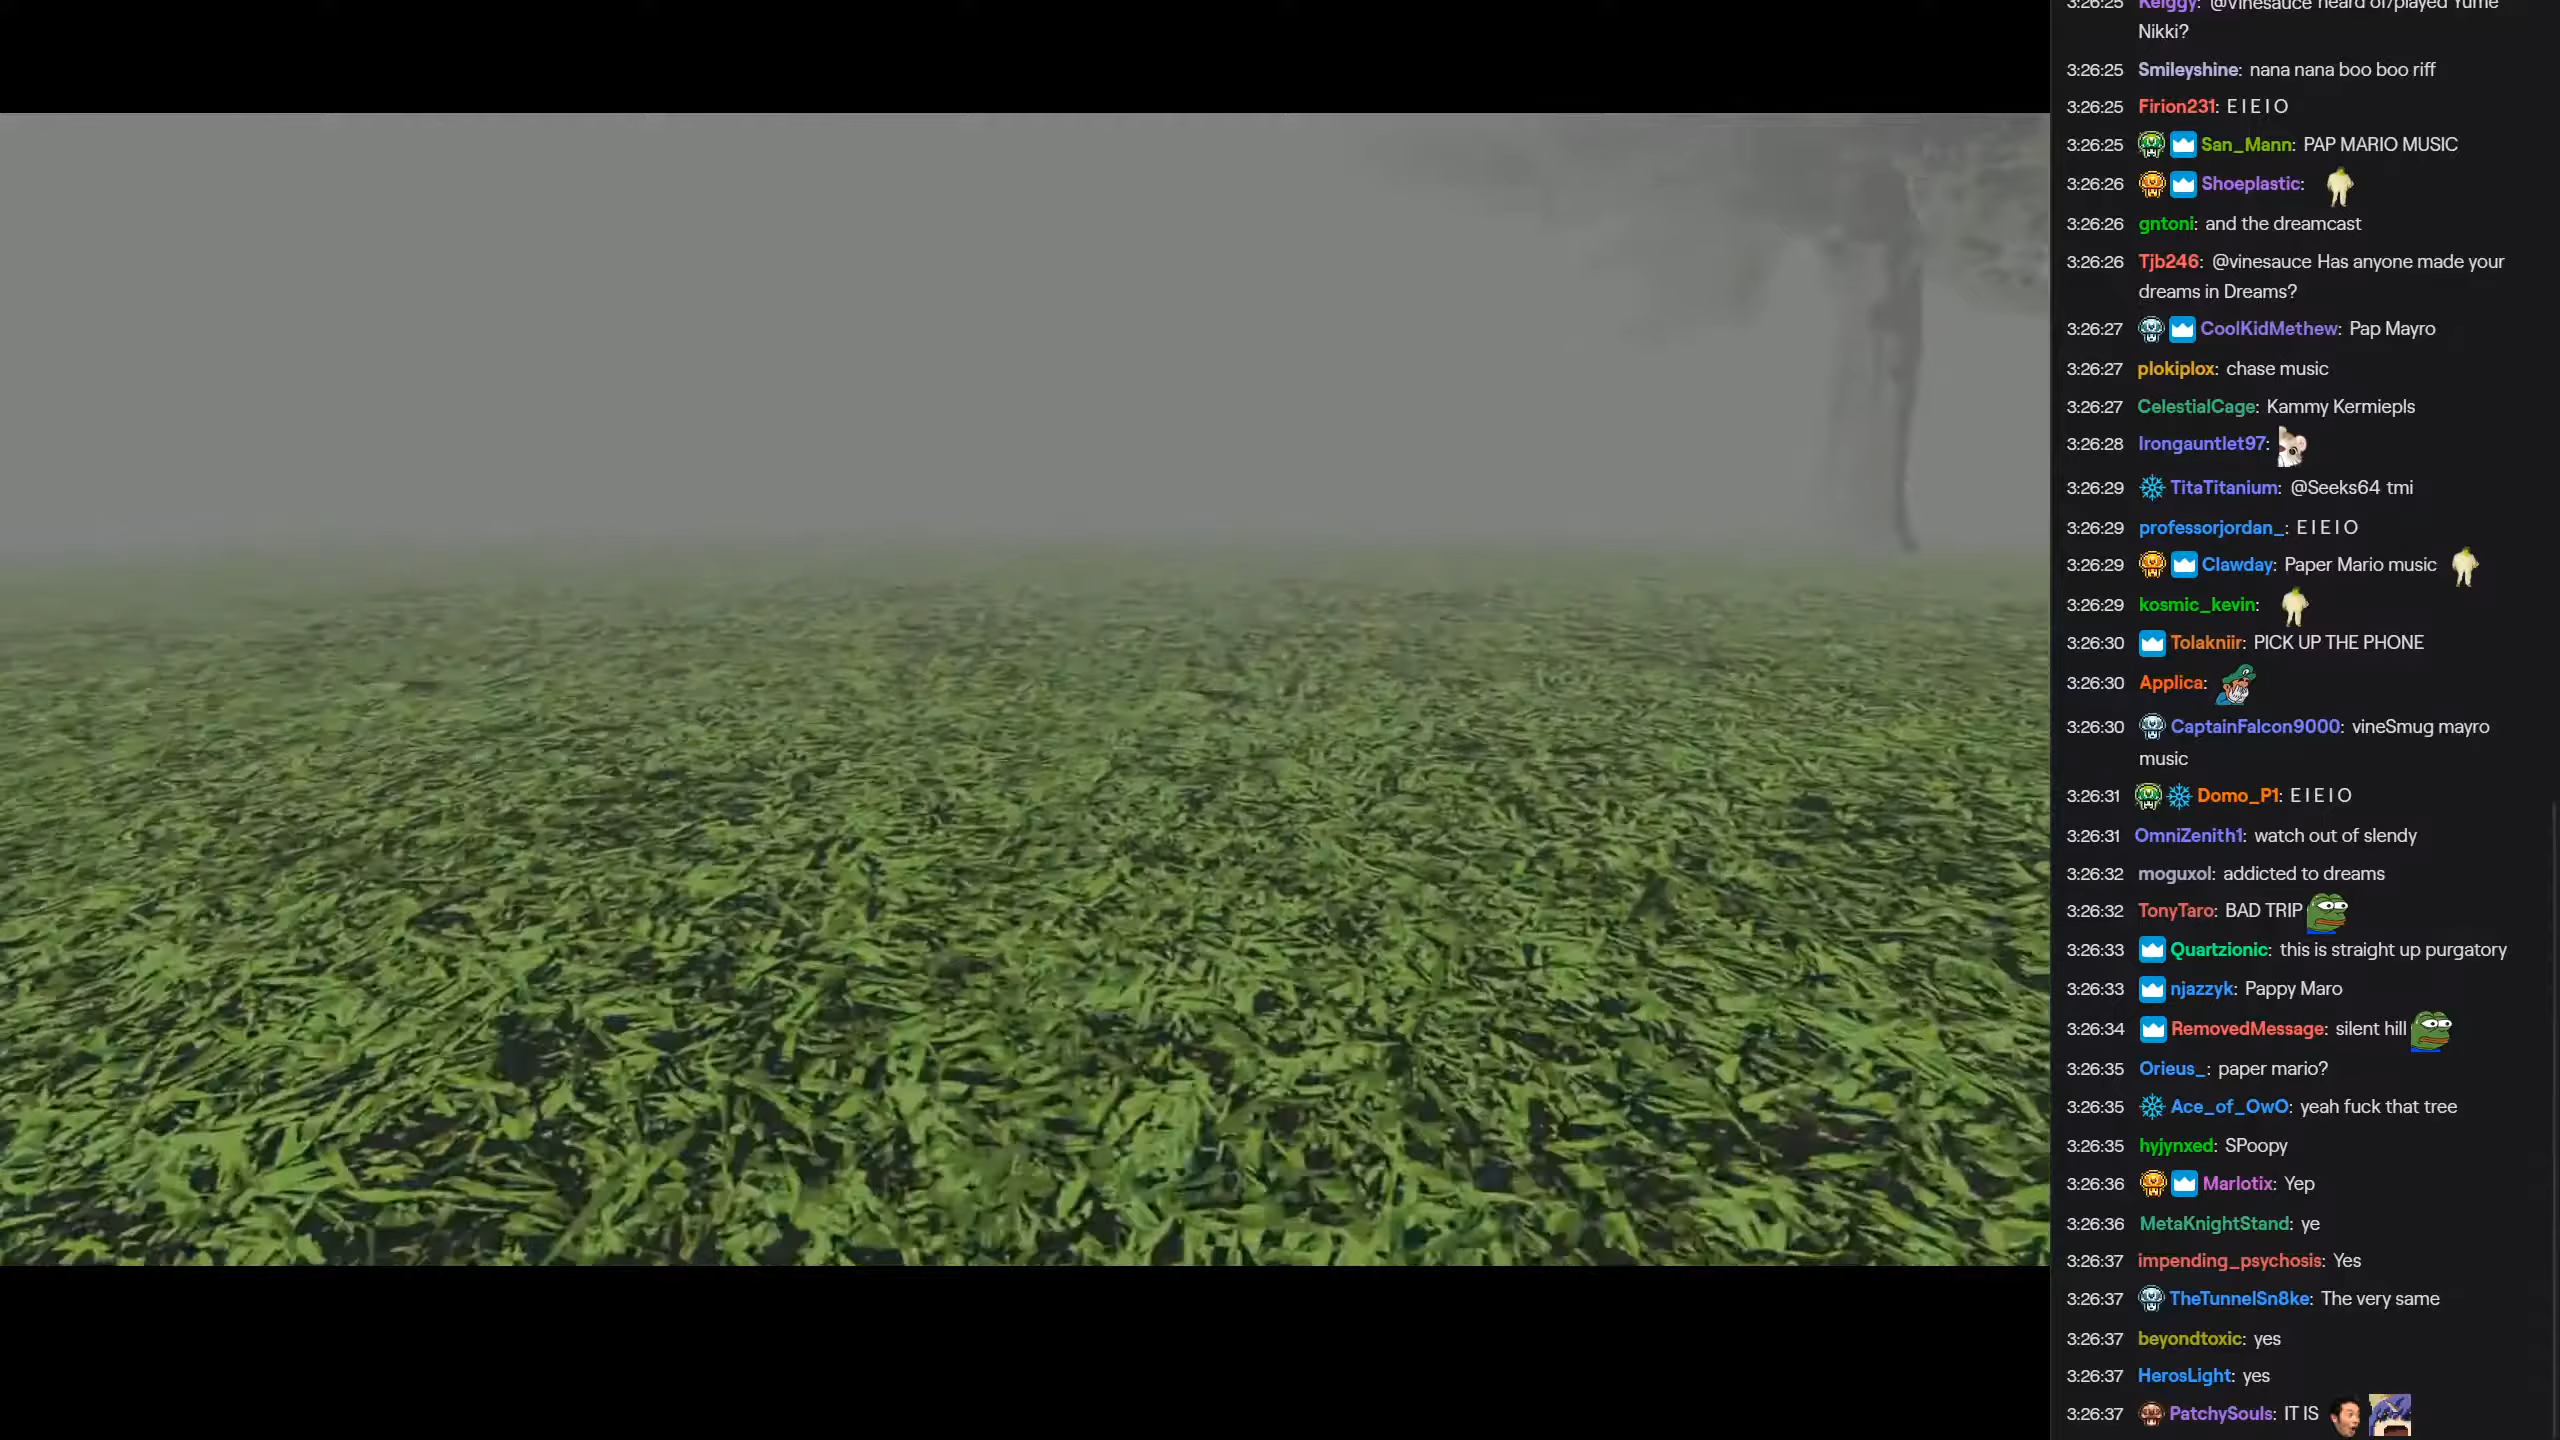 3:26:25 Keiggy: @vinesauce heard of/played Yume
Nikki?
3:26:25 Smileyshine: nana nana boo boo riff
3:26:25 Firion231: E I E I O
3:26:25 San_Mann: PAP MARIO MUSIC
3:26:26 Shoeplastic:
3:26:26 gntoni: and the dreamcast
3:26:26 Tjb246: @vinesauce Has anyone made your
dreams in Dreams?
3:26:27 CoolKidMethew: Pap Mayro
3:26:27 plokiplox: chase music
3:26:27 CelestialCage: Kammy Kermiepls
3:26:28 Irongauntlet97:
3:26:29 TitaTitanium: @Seeks64 tmi
3:26:29 professorjordan_: E I E I O
3:26:29 Clawday: Paper Mario music
3:26:29 kosmic_kevin:
3:26:30 Tolakniir: PICK UP THE PHONE
3:26:30 Applica:
3:26:30 CaptainFalcon9000: vineSmug mayro
music
3:26:31 Domo_P1: E I E I O
3:26:31 OmniZenith1: watch out of slendy
3:26:32 moguxol: addicted to dreams
3:26:32 TonyTaro: BAD TRIP
3:26:33 Quartzionic: this is straight up purgatory
3:26:33 njazzyk: Pappy Maro
3:26:34 RemovedMessage: silent hill
3:26:35 Orieus_: paper mario?
3:26:35 Ace_of_OwO: yeah fuck that tree
3:26:35 hyjynxed: SPoopy
3:26:36 Marlotix: Yep
3:26:36 MetaKnightStand: ye
3:26:37 impending_psychosis: Yes
3:26:37 TheTunnelSn8ke: The very same
3:26:37 beyondtoxic: yes
3:26:37 HerosLight: yes
3:26:37 PatchySouls: IT IS